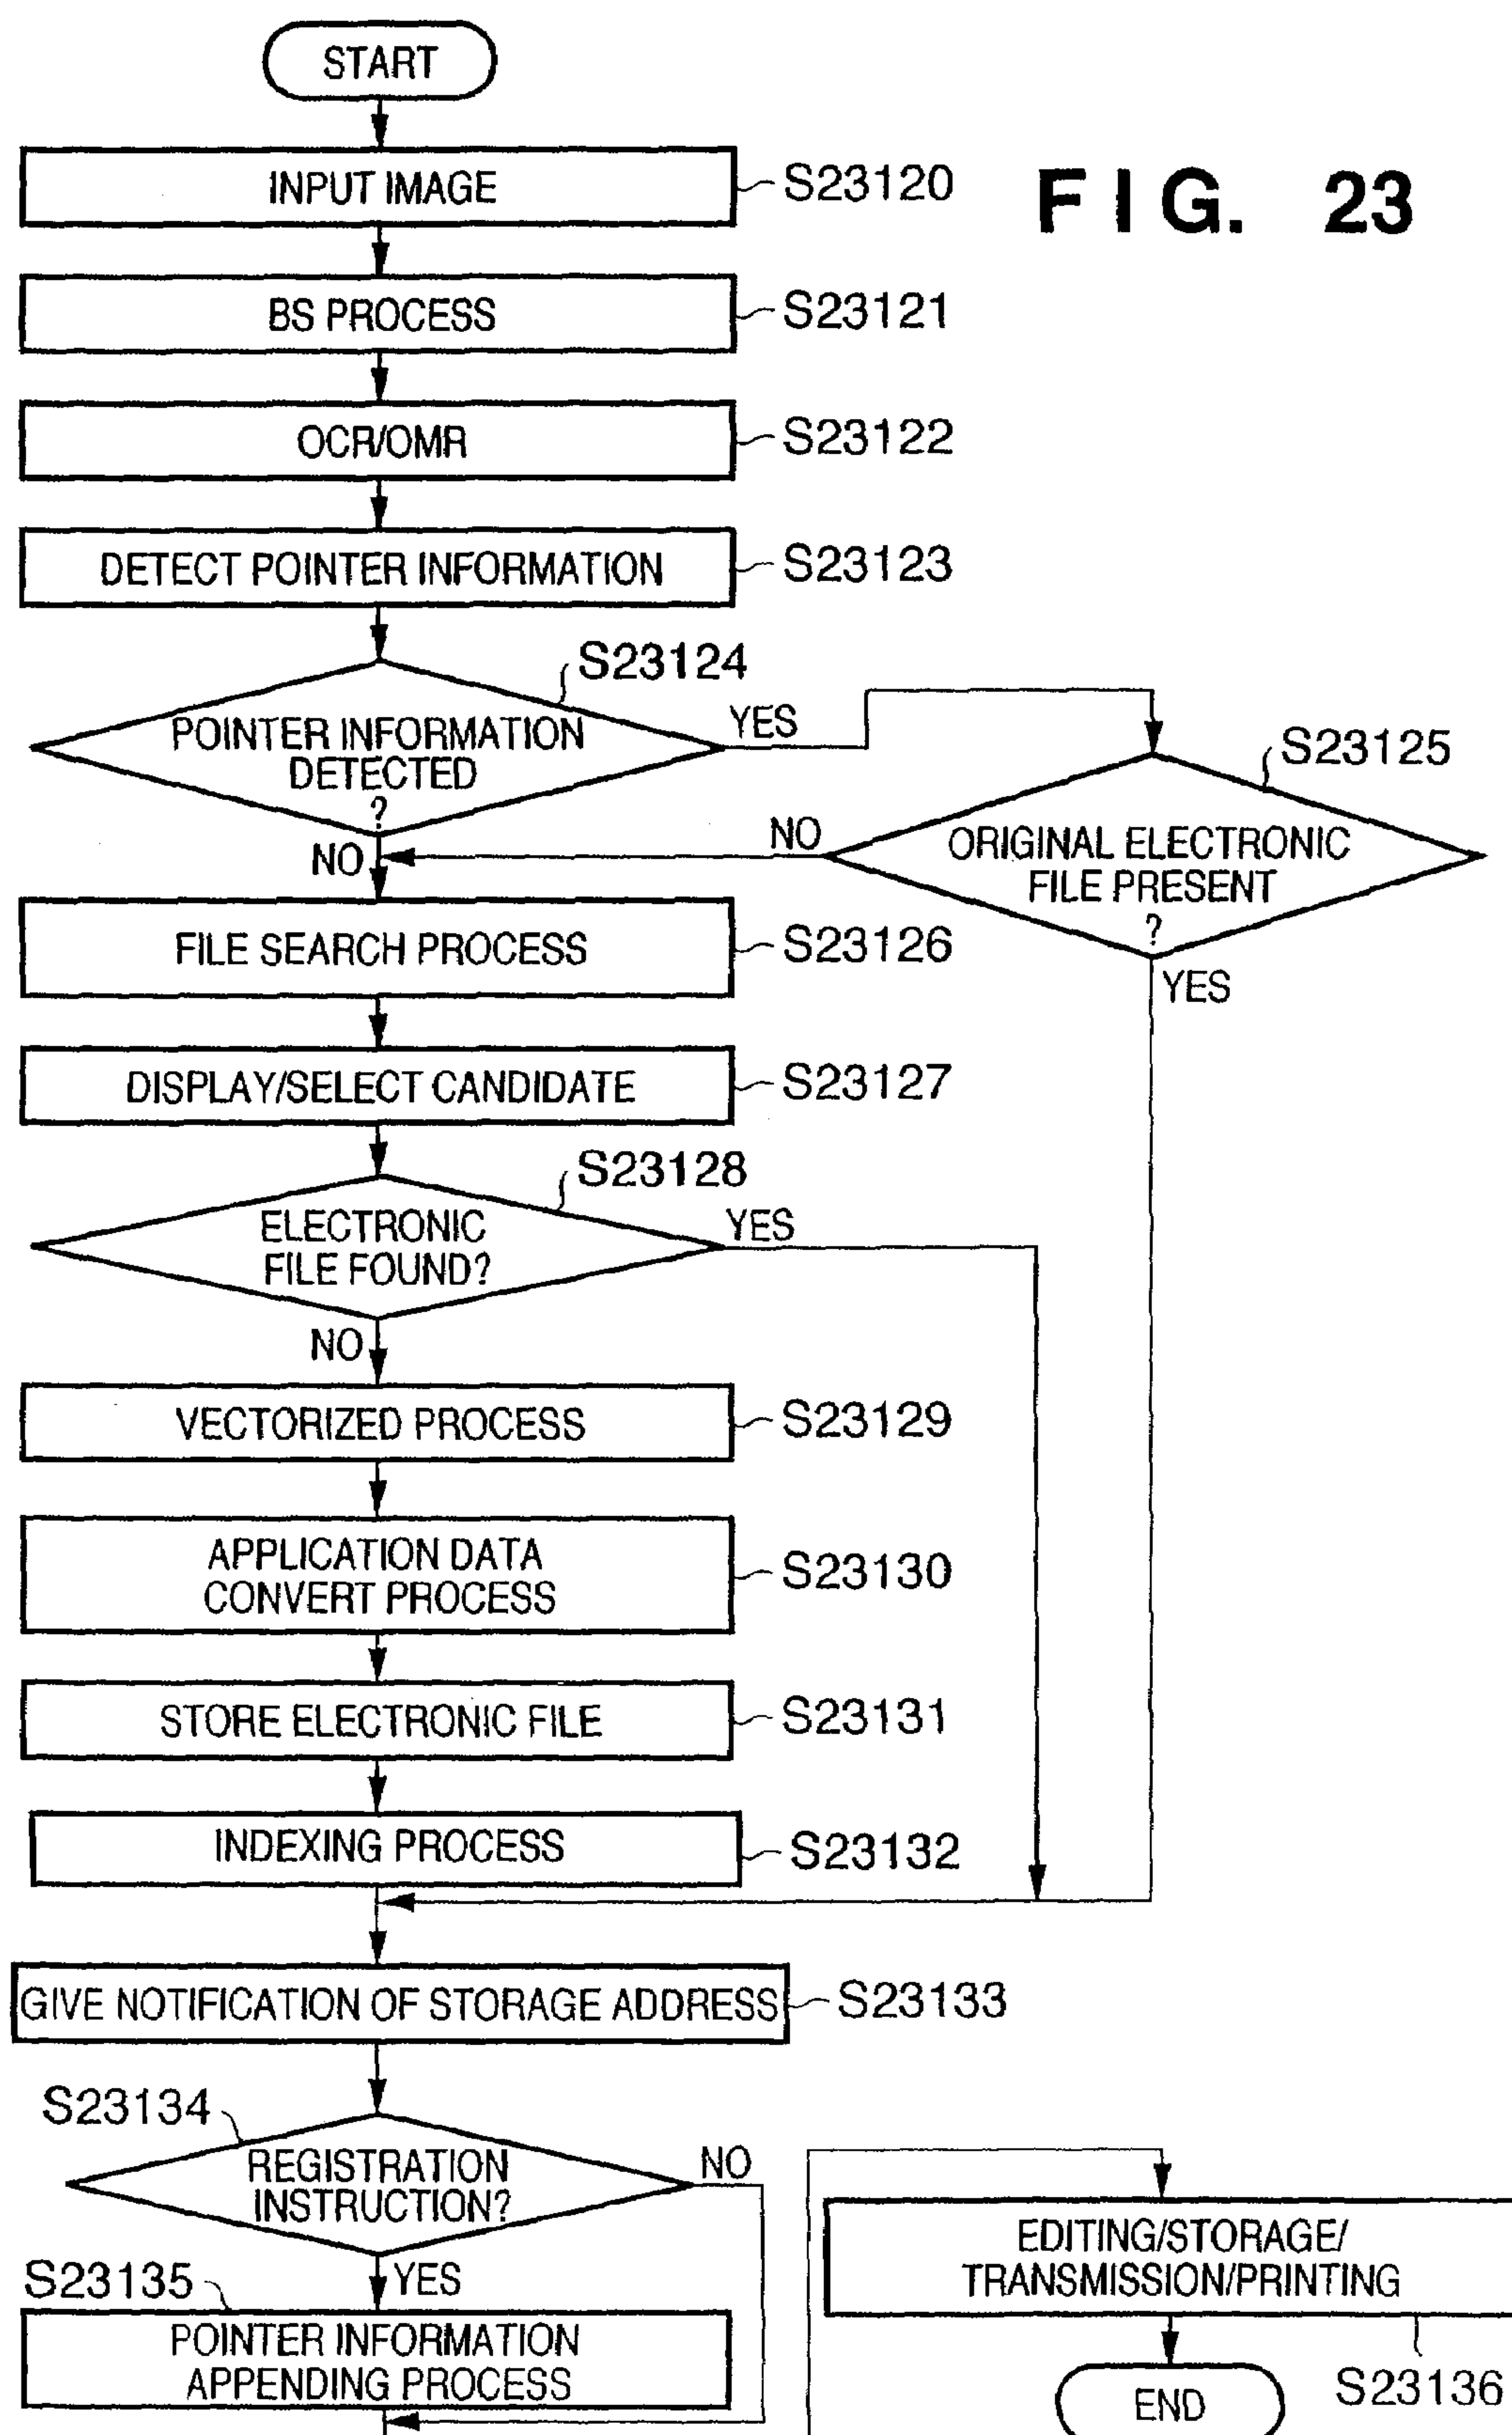 START
INPUT IMAGE
S23120
FIG. 23
BS PROCESS
S23121
OCR/OMR
S23122
DETECT POINTER INFORMATION
S23123
S23124
POINTER INFORMATION
DETECTED
?
YES
NO
S23125
ORIGINAL ELECTRONIC
FILE PRESENT
?
NO
YES
FILE SEARCH PROCESS
S23126
DISPLAY/SELECT CANDIDATE
S23127
S23128
ELECTRONIC
FILE FOUND?
YES
NO
VECTORIZED PROCESS
S23129
APPLICATION DATA
CONVERT PROCESS
S23130
STORE ELECTRONIC FILE
S23131
INDEXING PROCESS
S23132
GIVE NOTIFICATION OF STORAGE ADDRESS
S23133
S23134
REGISTRATION
INSTRUCTION?
NO
YES
S23135
POINTER INFORMATION
APPENDING PROCESS
EDITING/STORAGE/
TRANSMISSION/PRINTING
S23136
END